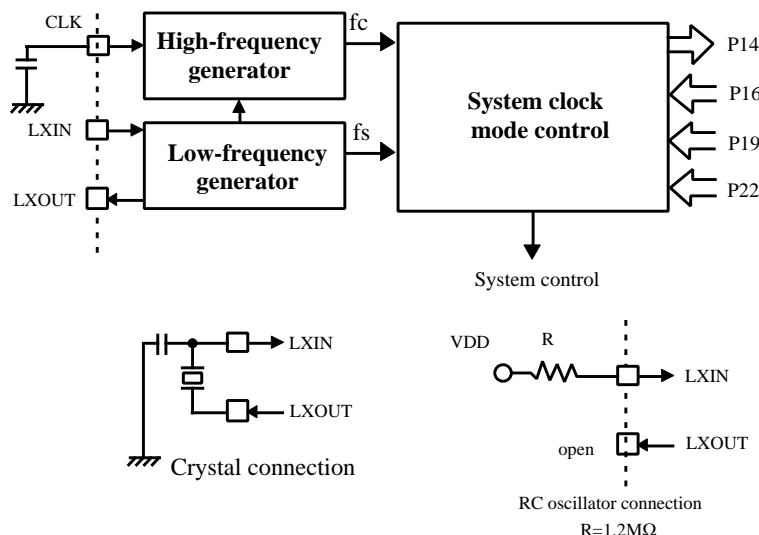 CLK
High-frequency
generator
fc
System clock
mode control
P14
P16
P19
P22
LXIN
Low-frequency
generator
fs
LXOUT
System control
LXIN
LXOUT
Crystal connection
VDD
R
LXIN
open
LXOUT
RC oscillator connection
R=1.2MΩ